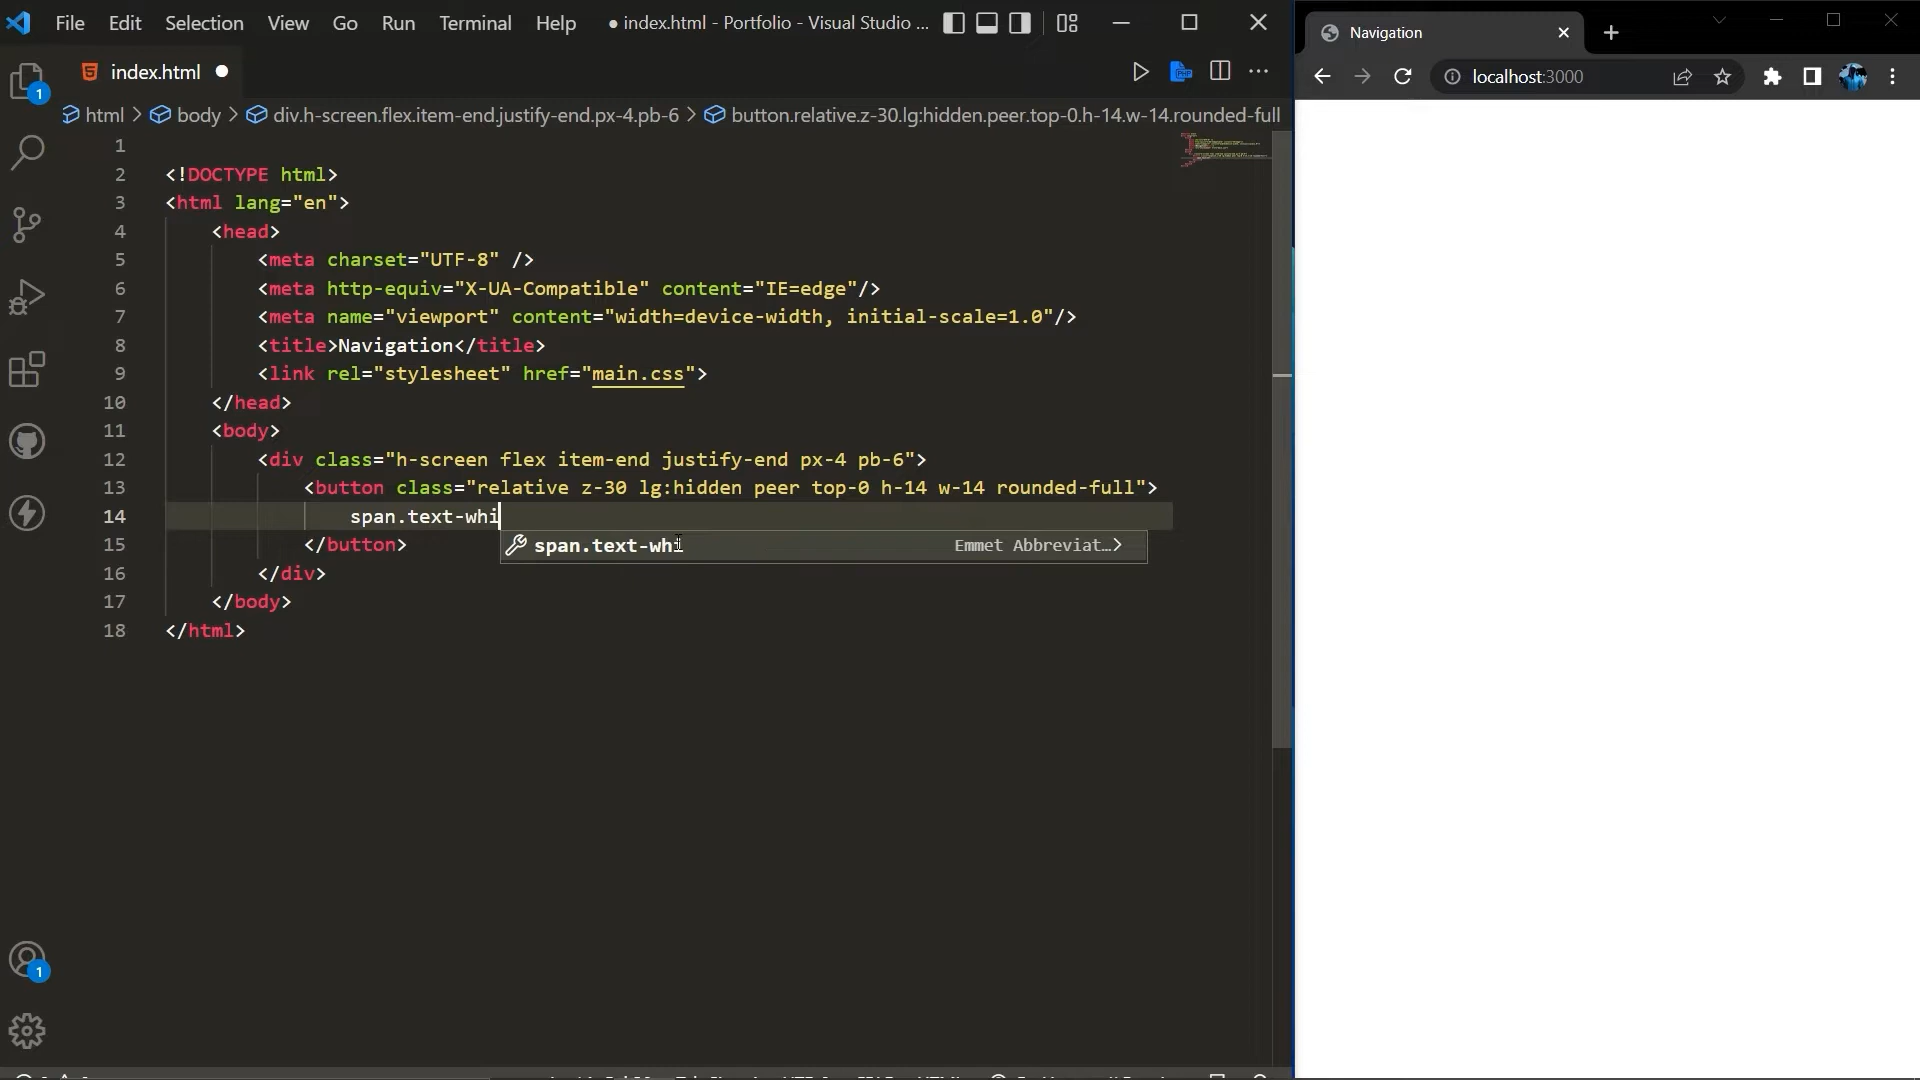 File Edit Selection View Go Run Terminal Help ● index.html - Portfolio - Visual Studio ...
index.html
html > body > div.h-screen.flex.item-end.justify-end.px-4.pb-6 > button.relative.z-30.lg:hidden.peer.top-0.h-14.w-14.rounded-full
1
2 <!DOCTYPE html>
3 <html lang="en">
4 <head>
5 <meta charset="UTF-8" />
6 <meta http-equiv="X-UA-Compatible" content="IE=edge"/>
7 <meta name="viewport" content="width=device-width, initial-scale=1.0"/>
8 <title>Navigation</title>
9 <link rel="stylesheet" href="main.css">
10 </head>
11 <body>
12 <div class="h-screen flex item-end justify-end px-4 pb-6">
13 <button class="relative z-30 lg:hidden peer top-0 h-14 w-14 rounded-full">
14 span.text-whi
span.text-whi Emmet Abbreviat...>
15 </button>
16 </div>
17 </body>
18 </html>
1
1
PHP
Navigation
localhost:3000